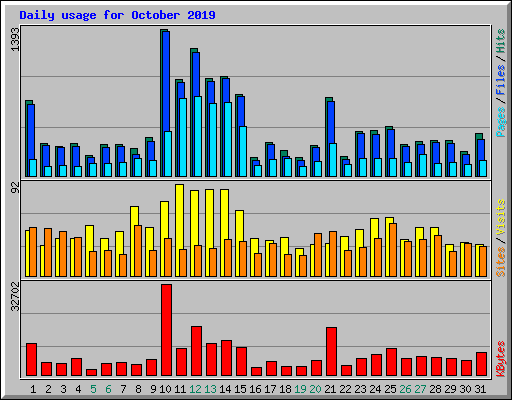 Daily usage for October 2019
1393
Pages / Files / Hits
92
Sites / Visits
32702
KBytes
1 2 3 4 5 6 7 8 9 10 11 12 13 14 15 16 17 18 19 20 21 22 23 24 25 26 27 28 29 30 31